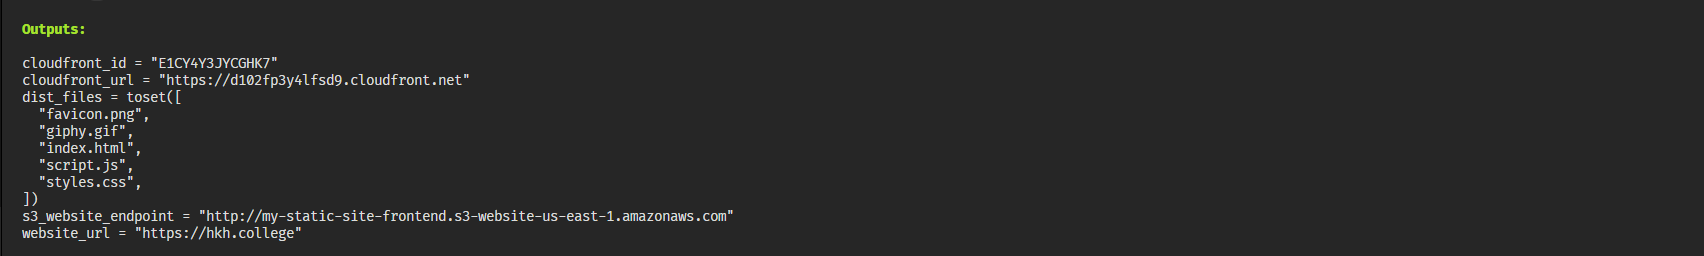 Outputs:
cloudfront_id = "E1CY4Y3JYCGHK7"
cloudfront_url = "https://d102fp3y4lfsd9.cloudfront.net"
dist_files = toset([
  "favicon.png",
  "giphy.gif",
  "index.html",
  "script.js",
  "styles.css",
])
s3_website_endpoint = "http://my-static-site-frontend.s3-website-us-east-1.amazonaws.com"
website_url = "https://hkh.college"